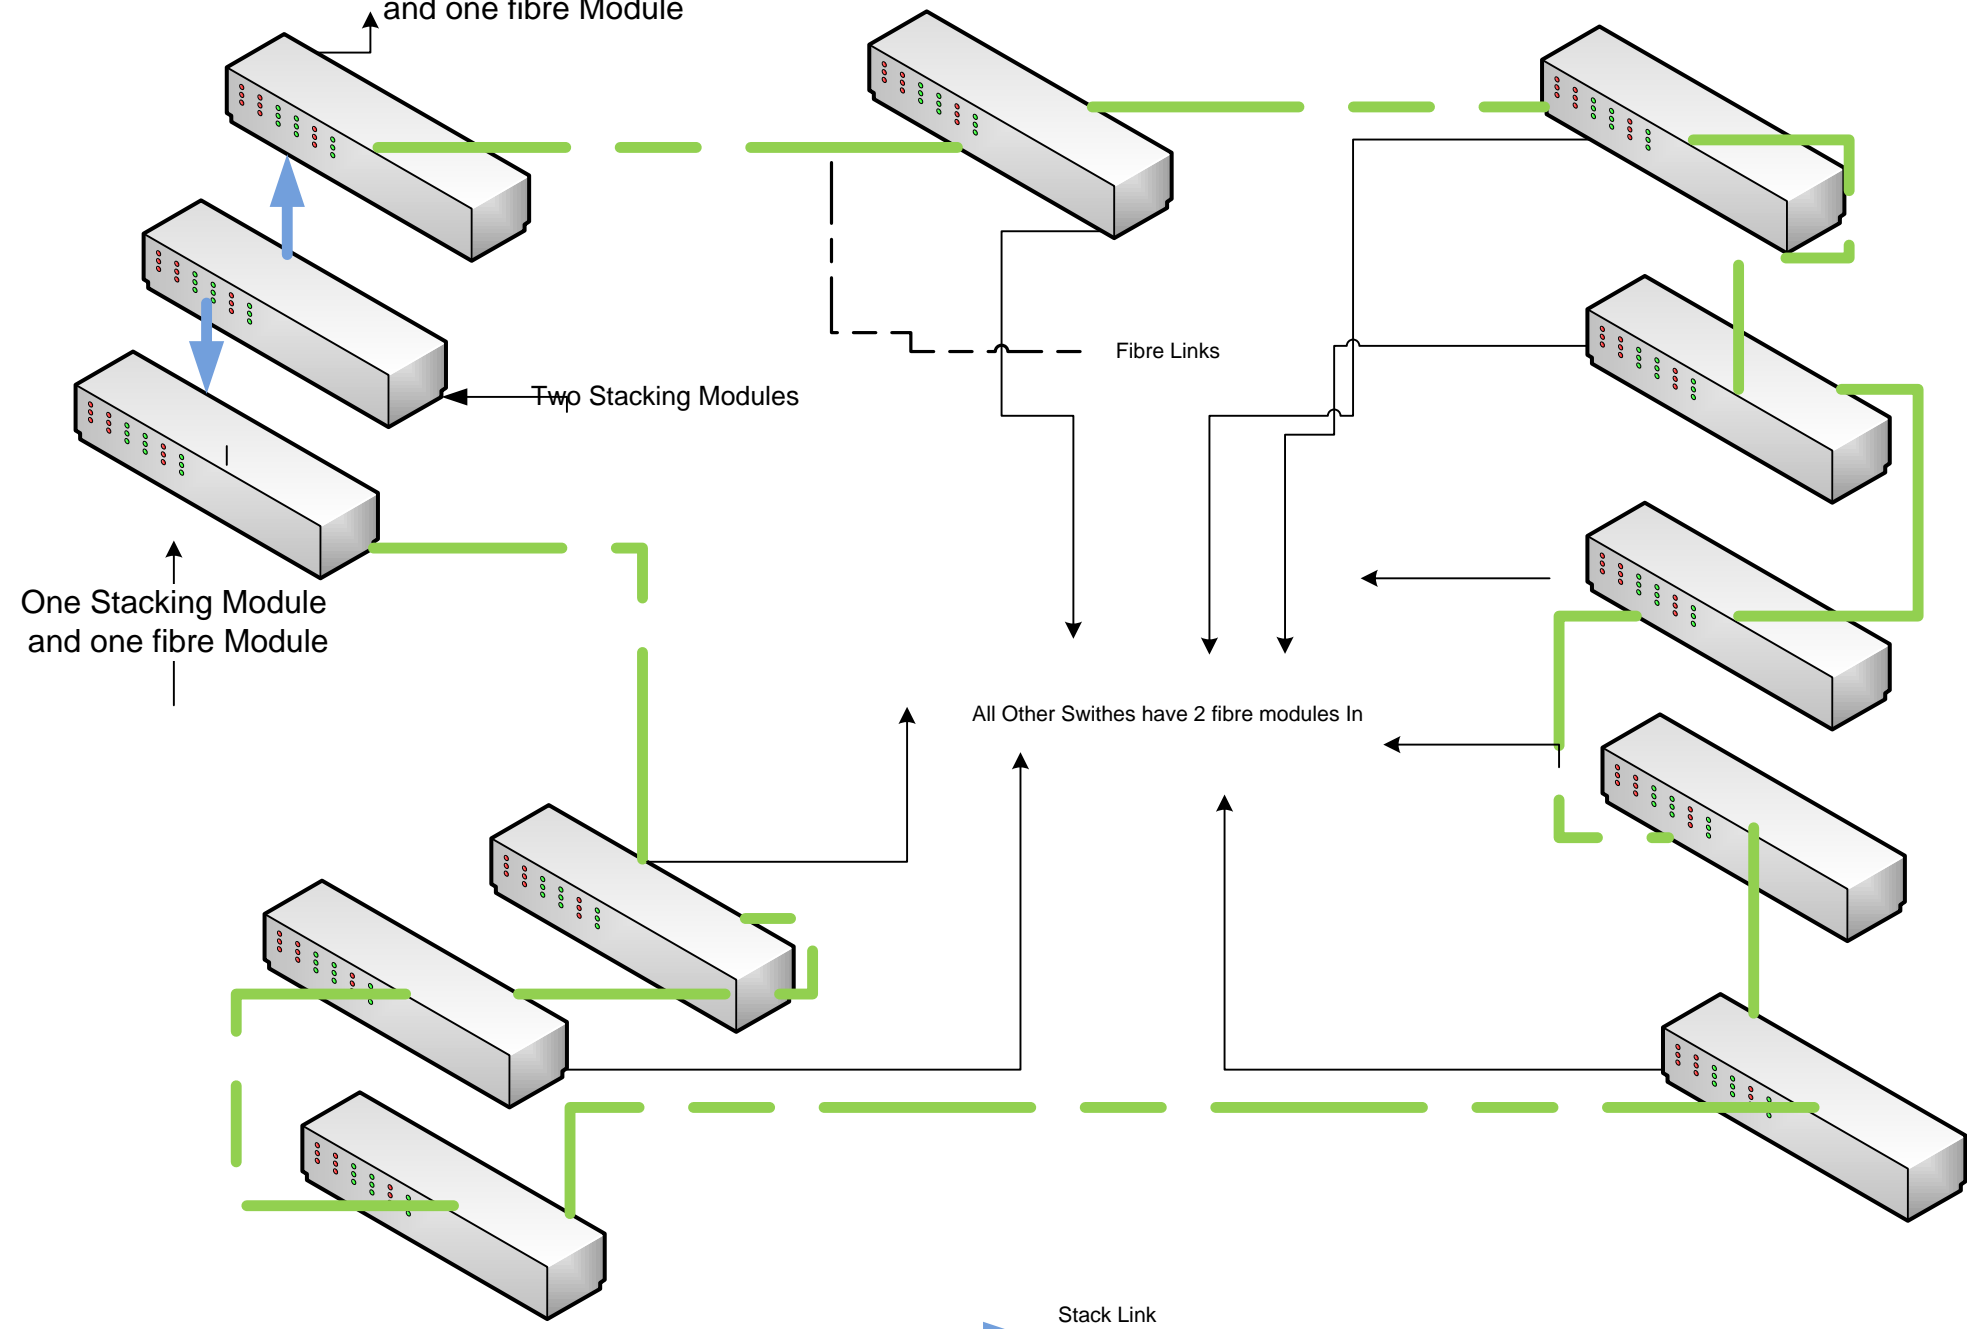 and one fibre Module
Fibre Links
Two Stacking Modules
One Stacking Module
and one fibre Module
All Other Swithes have 2 fibre modules In
Stack Link